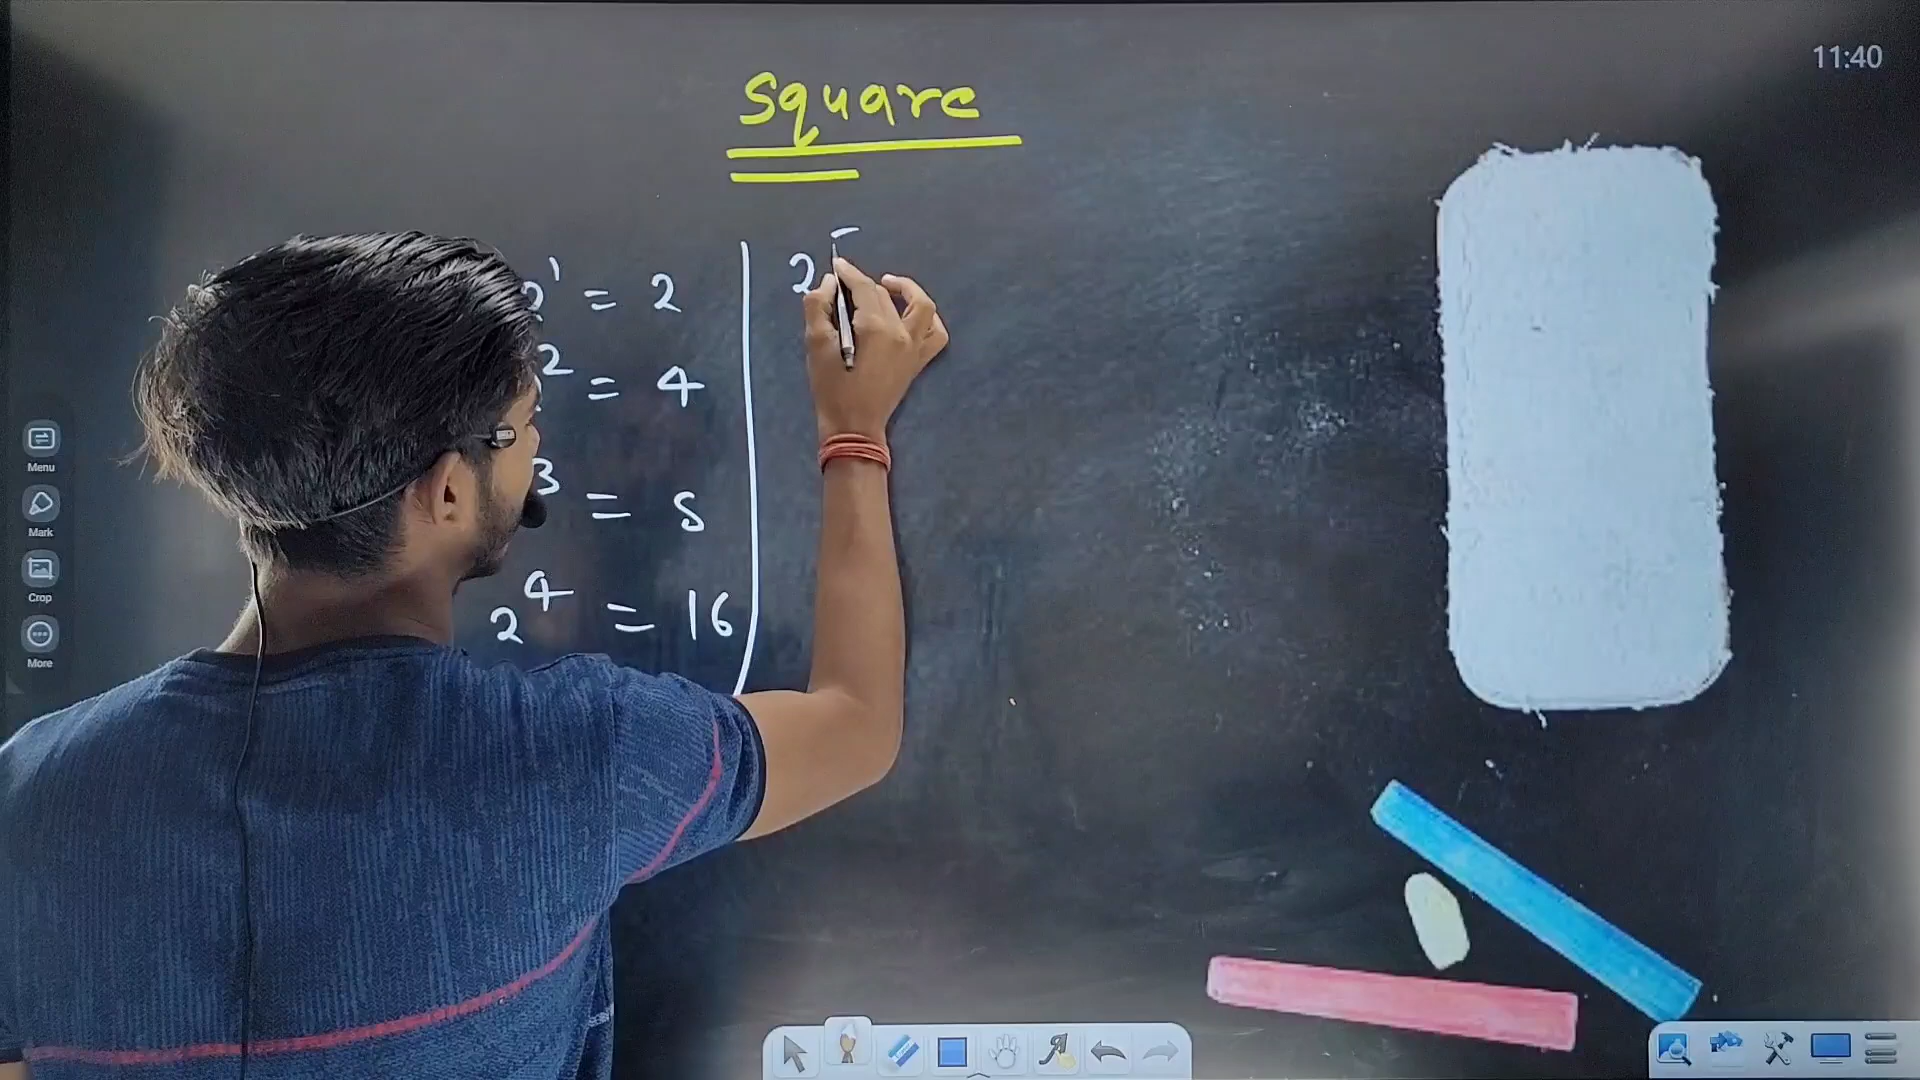 square
11:40
2¹ = 2
2 = 4
3 = 8
2⁴ = 16
2
Menu
Mark
Crop
More